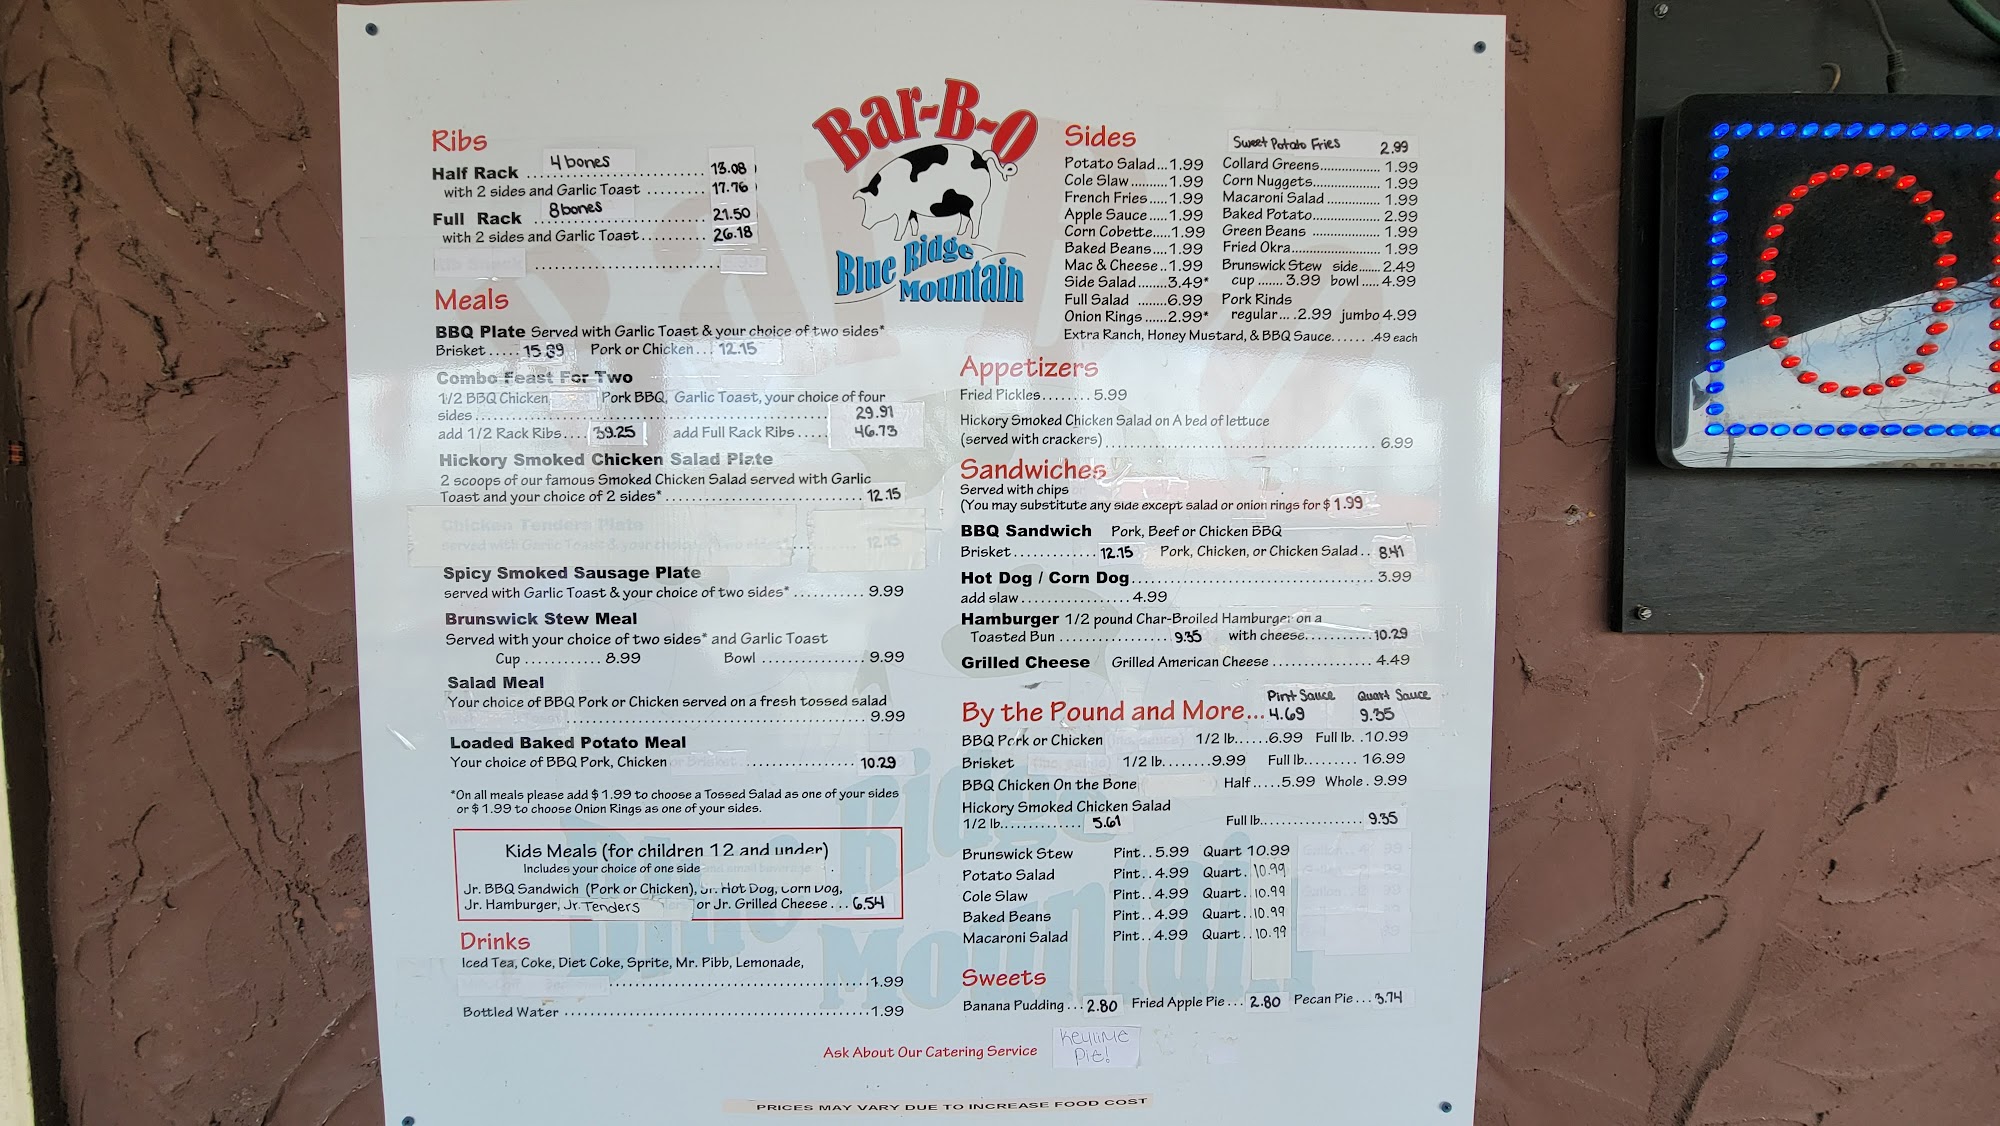 Bar-B-Q
Blue Ridge
Mountain
Ribs
Half Rack 4 bones 13.08
with 2 sides and Garlic Toast 17.76
Full Rack 8 bones 21.50
with 2 sides and Garlic Toast 26.18
Meals
BBQ Plate Served with Garlic Toast & your choice of two sides*
Brisket..... 15.89 Pork or Chicken... 12.15
Combo Feast For Two
1/2 BBQ Chicken Pork BBQ, Garlic Toast, your choice of four
sides 29.91
add 1/2 Rack Ribs.... 39.25 add Full Rack Ribs..... 46.73
Hickory Smoked Chicken Salad Plate
2 scoops of our famous Smoked Chicken Salad served with Garlic
Toast and your choice of 2 sides* 12.15
Chicken Tenders Plate
served with Garlic Toast & your choice of two sides* 12.15
Spicy Smoked Sausage Plate
served with Garlic Toast & your choice of two sides* 9.99
Brunswick Stew Meal
Served with your choice of two sides* and Garlic Toast
Cup 8.99 Bowl 9.99
Salad Meal
Your choice of BBQ Pork or Chicken served on a fresh tossed salad
9.99
Loaded Baked Potato Meal
Your choice of BBQ Pork, Chicken or Brisket 10.29
*On all meals please add $1.99 to choose a Tossed Salad as one of your sides
or $1.99 to choose Onion Rings as one of your sides.
Kids Meals (for children 12 and under)
Includes your choice of one side and small beverage
Jr. BBQ Sandwich (Pork or Chicken), Jr. Hot Dog, Corn Dog,
Jr. Hamburger, Jr. Tenders or Jr. Grilled Cheese... 6.54
Drinks
Iced Tea, Coke, Diet Coke, Sprite, Mr. Pibb, Lemonade,
1.99
Bottled Water 1.99
Sides
Sweet Potato Fries 2.99
Potato Salad...1.99 Collard Greens 1.99
Cole Slaw 1.99 Corn Nuggets 1.99
French Fries.....1.99 Macaroni Salad 1.99
Apple Sauce......1.99 Baked Potato 2.99
Corn Cobette.....1.99 Green Beans 1.99
Baked Beans....1.99 Fried Okra 1.99
Mac & Cheese..1.99 Brunswick Stew side......2.49
Side Salad 3.49* cup.......3.99 bowl.....4.99
Full Salad ........6.99 Pork Rinds
Onion Rings......2.99* regular... .2.99 jumbo 4.99
Extra Ranch, Honey Mustard, & BBQ Sauce....... .49 each
Appetizers
Fried Pickles........ 5.99
Hickory Smoked Chicken Salad on A bed of lettuce
(served with crackers) 6.99
Sandwiches
Served with chips
(You may substitute any side except salad or onion rings for $1.99
BBQ Sandwich Pork, Beef or Chicken BBQ
Brisket 12.15 Pork, Chicken, or Chicken Salad.. 8.41
Hot Dog / Corn Dog 3.99
add slaw 4.99
Hamburger 1/2 pound Char-Broiled Hamburger on a
Toasted Bun 9.35 with cheese 10.29
Grilled Cheese Grilled American Cheese 4.49
Pint Sauce Quart Sauce
By the Pound and More... 4.69 9.35
BBQ Pork or Chicken 1/2 lb......6.99 Full lb. .10.99
Brisket 1/2 lb........9.99 Full lb......... 16.99
BBQ Chicken On the Bone Half.....5.99 Whole. 9.99
Hickory Smoked Chicken Salad
1/2 lb. 5.61 Full lb. 9.35
Brunswick Stew Pint..5.99 Quart 10.99
Potato Salad Pint..4.99 Quart. 10.99
Cole Slaw Pint..4.99 Quart.. 10.99
Baked Beans Pint..4.99 Quart.. 10.99
Macaroni Salad Pint..4.99 Quart.. 10.99
Sweets
Banana Pudding... 2.80 Fried Apple Pie... 2.80 Pecan Pie... 3.74
Keylime
Pie!
Ask About Our Catering Service
PRICES MAY VARY DUE TO INCREASE FOOD COST